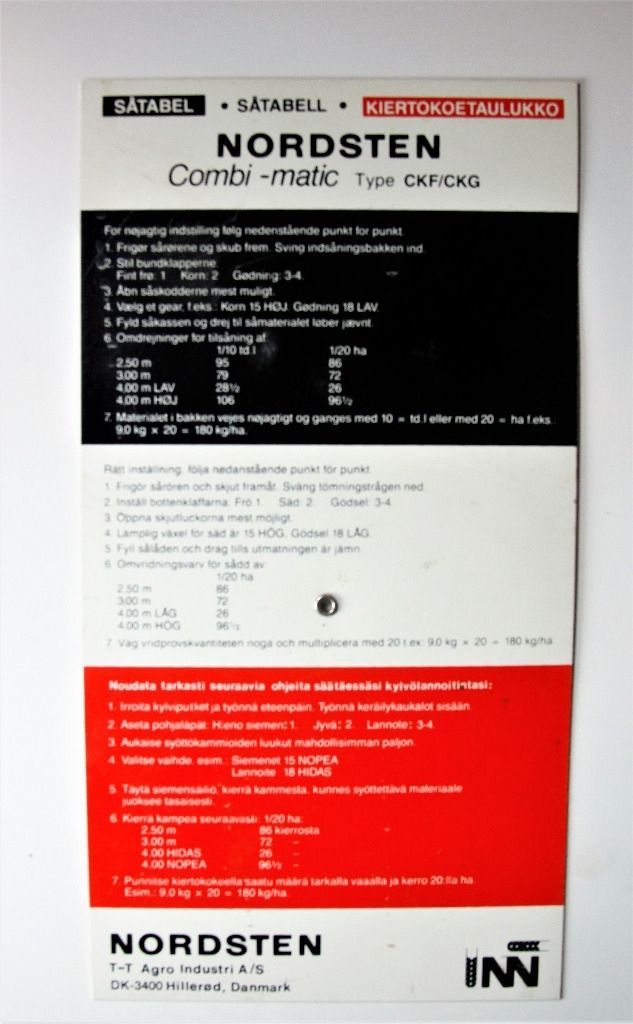 SÅTABEL • SÅTABELL • KIERTOKOETAULUKKO
NORDSTEN
Combi-matic Type CKF/CKG
For nøjagtig indstilling følg nedenstående punkt for punkt
1. Frigør sårørene og skub frem. Sving indsåningsbakken ind.
2. Stil bundklapperne
Fint frø: 1 Korn: 2 Gødning: 3-4.
3. Åbn såskodderne mest muligt.
4. Vælg et gear, f.eks.: Korn 15 HØJ. Gødning 18 LAV.
5. Fyld såkassen og drej til såmaterialet løber jævnt.
6. Omdrejninger for tilsåning af:
1/10 td.l 1/20 ha
2.50 m 95 86
3.00 m 79 72
4.00 m LAV 28½ 26
4.00 m HØJ 106 96½
7. Materialet i bakken vejes nøjagtigt og ganges med 10 = td.l eller med 20 = ha f.eks.:
9.0 kg × 20 = 180 kg/ha.
Rätt inställning, följa nedanstående punkt för punkt
1. Frigör sårören och skjut framåt. Sväng tömningstrågen ned.
2. Inställ bottenklaffarna: Frö 1. Säd: 2. Gödsel: 3-4.
3. Öppna skjutluckorna mest möjligt.
4. Lämplig växel för säd är 15 HÖG. Gödsel 18 LÅG.
5. Fyll sålåden och drag tills utmatningen är jämn.
6. Omvridningsvarv för sådd av:
1/20 ha
2.50 m 86
3.00 m 72
4.00 m LÅG 26
4.00 m HÖG 96½
7. Väg vridprovskvantiteten noga och multiplicera med 20 t.ex: 9.0 kg × 20 = 180 kg/ha
Noudata tarkasti seuraavia ohjeita säätäessäsi kylvölannoitintasi:
1. Irroita kylviputket ja työnnä eteenpäin. Työnnä keräilykaukalot sisään.
2. Aseta pohjaläpät: Hieno siemen: 1. Jyvä: 2. Lannote: 3-4.
3. Aukaise syöttökammioiden luukut mahdollisimman paljon.
4. Valitse vaihde, esim.: Siemenet 15 NOPEA
Lannoite 18 HIDAS
5. Täytä siemensäiliö, kierrä kammesta, kunnes syötettävä materiaale
juoksee tasaisesti.
6. Kierrä kampea seuraavasti: 1/20 ha:
2.50 m 86 kierrosta
3.00 m 72 –
4.00 HIDAS 26 –
4.00 NOPEA 96½ –
7. Punnitse kiertokokeella saatu määrä tarkalla vaa'alla ja kerro 20:lla ha.
Esim.: 9,0 kg × 20 = 180 kg/ha.
NORDSTEN
T-T Agro Industri A/S
DK-3400 Hillerød, Danmark
NN